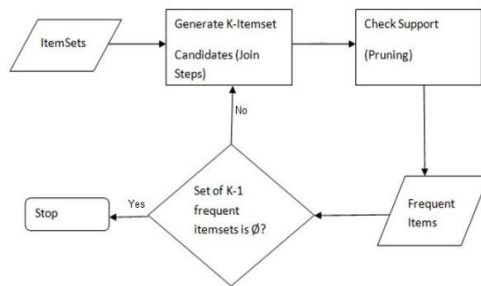 ItemSets
Generate K-Itemset
Candidates (Join
Steps)
Check Support
(Pruning)
No
Set of K-1
frequent
itemsets is Ø?
Yes
Stop
Frequent
Items